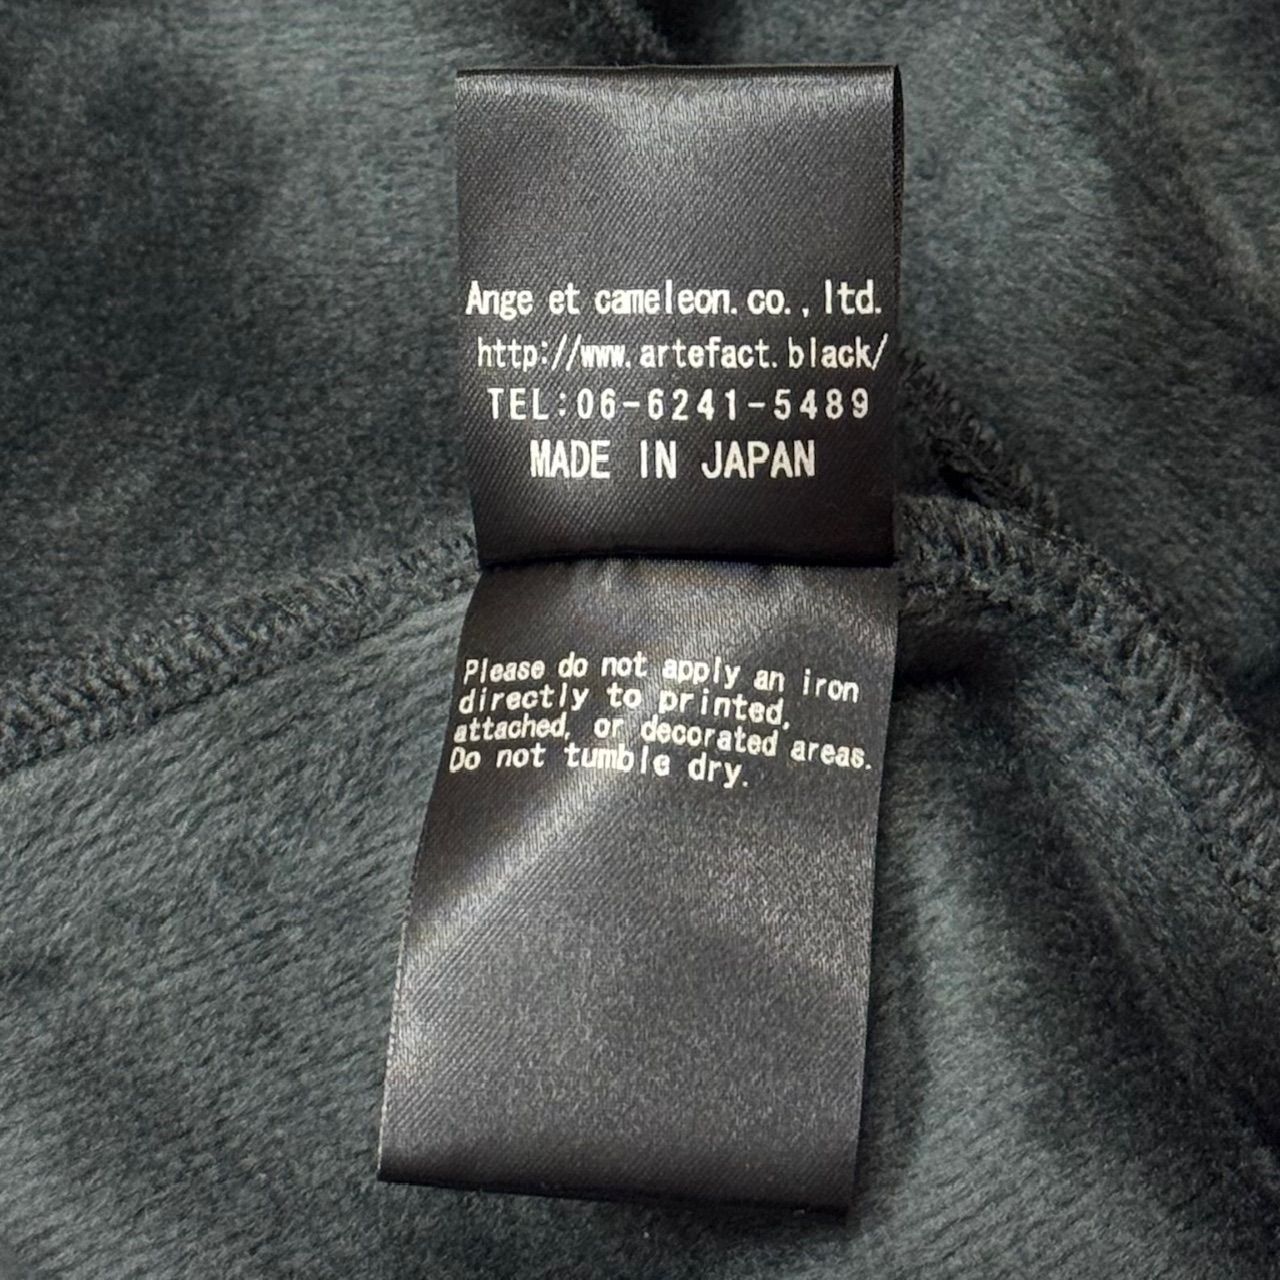 Ange et cameleon.co.,ltd.
http://www.artefact.black/
TEL:06-6241-5489
MADE IN JAPAN
Please do not apply an iron
directly to printed,
attached, or decorated areas.
Do not tumble dry.